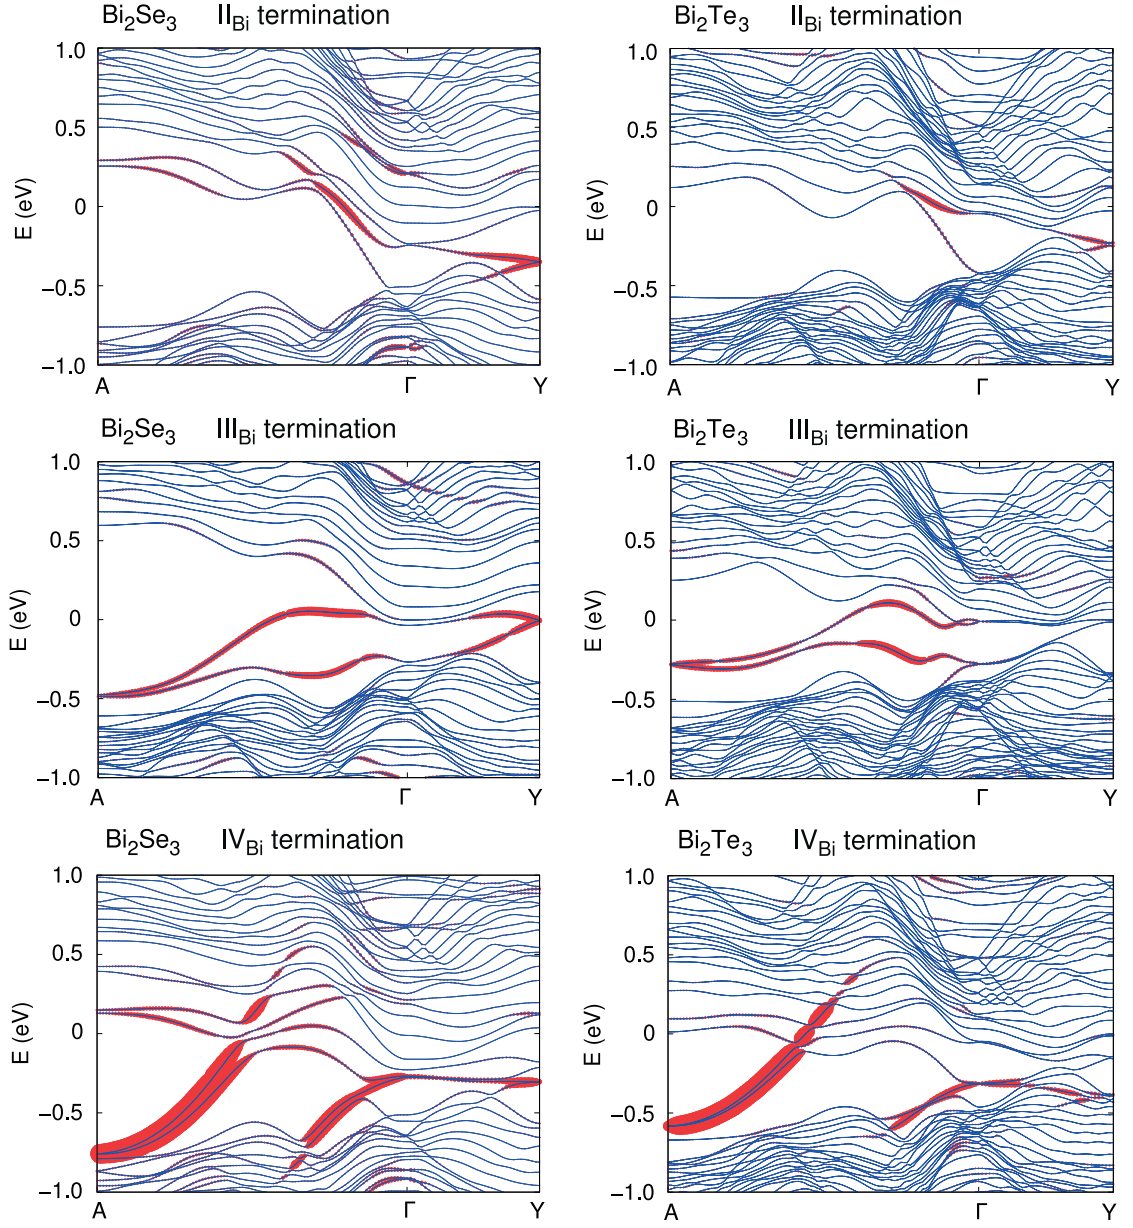 Bi2Se3 IIBi termination
1.0
0.5
0
−0.5
−1.0
E (eV)
A Γ Y
Bi2Te3 IIBi termination
1.0
0.5
0
−0.5
−1.0
E (eV)
A Γ Y
Bi2Se3 IIIBi termination
1.0
0.5
0
−0.5
−1.0
E (eV)
A Γ Y
Bi2Te3 IIIBi termination
1.0
0.5
0
−0.5
−1.0
E (eV)
A Γ Y
Bi2Se3 IVBi termination
1.0
0.5
0
−0.5
−1.0
E (eV)
A Γ Y
Bi2Te3 IVBi termination
1.0
0.5
0
−0.5
−1.0
E (eV)
A Γ Y